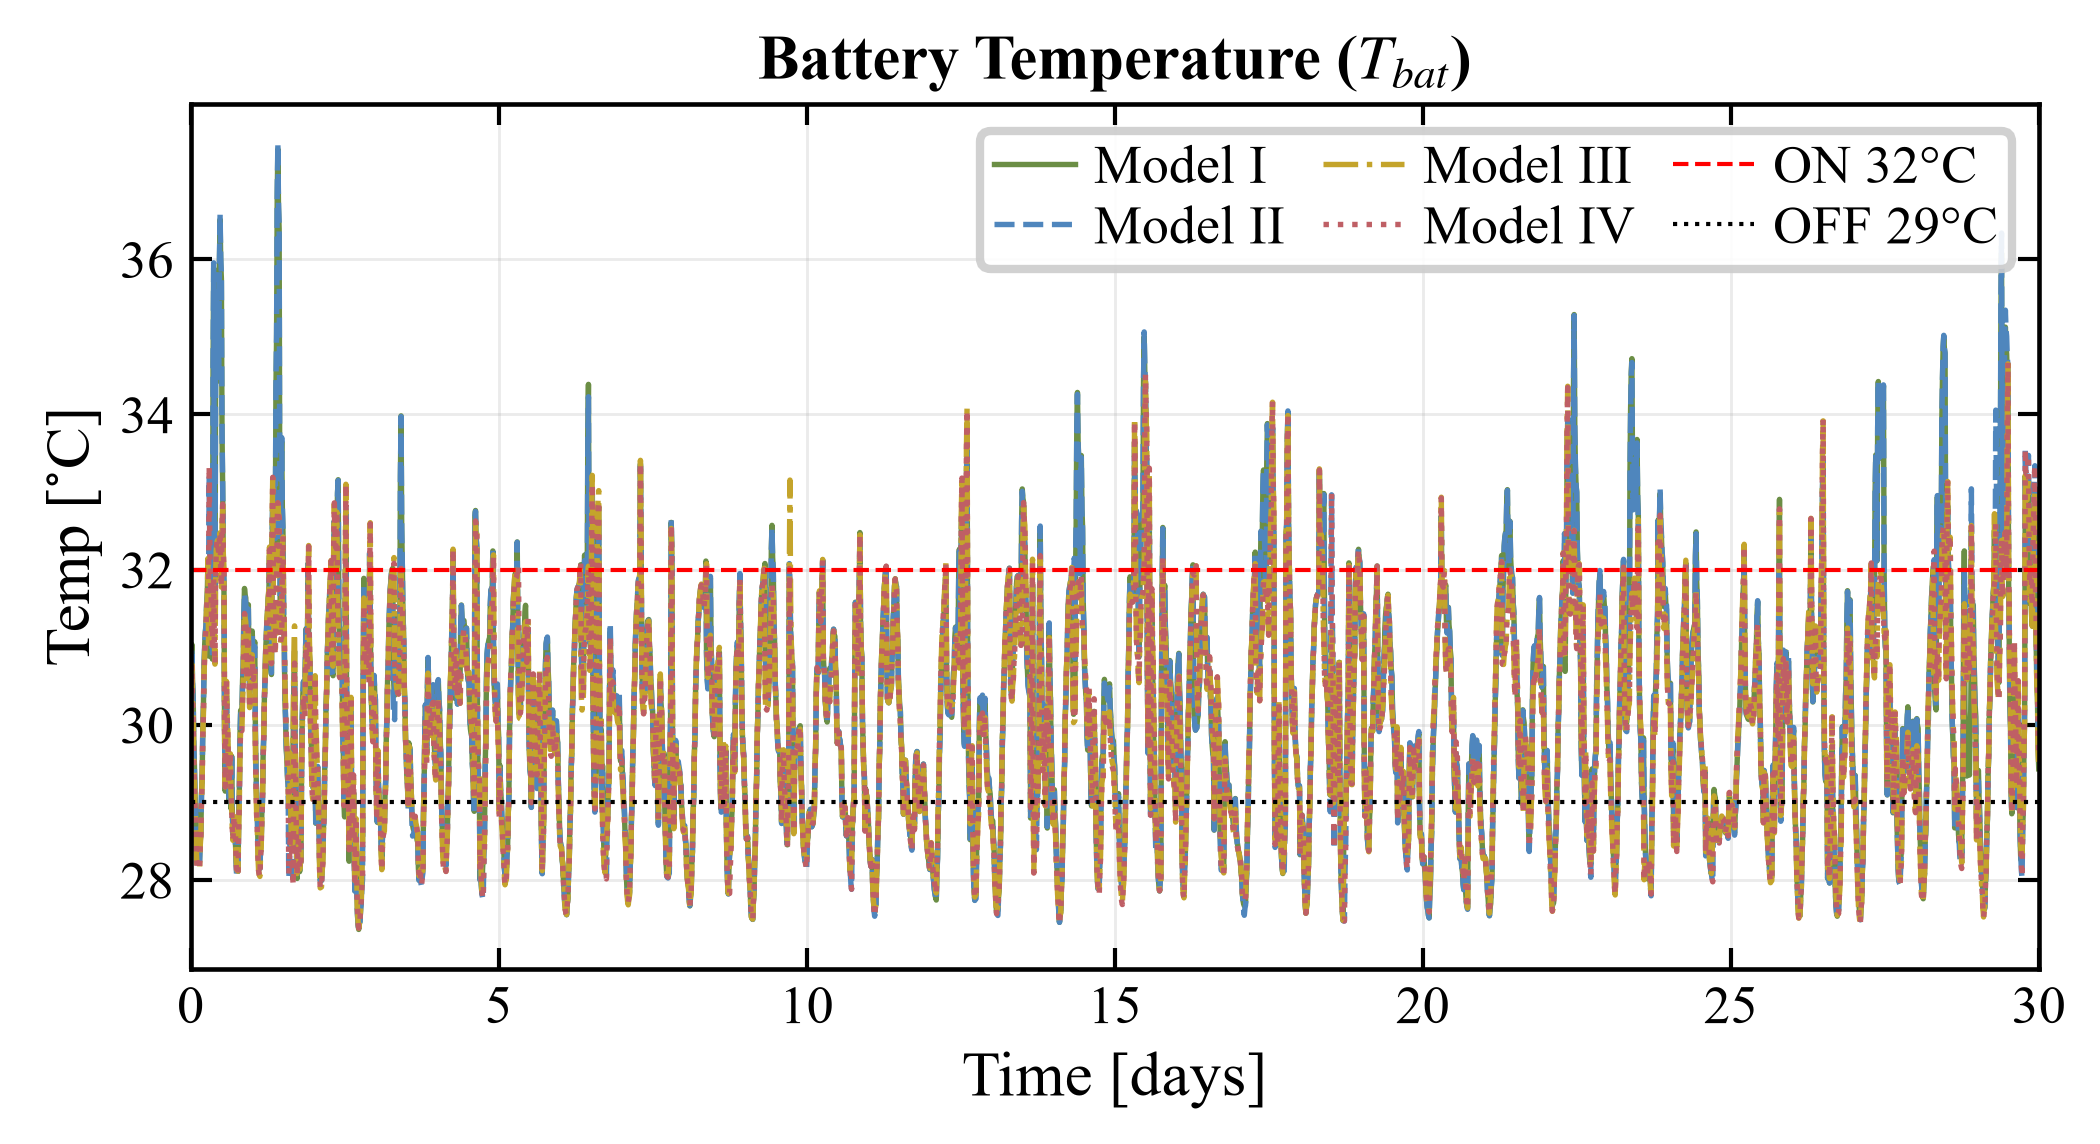 Battery Temperature (T_bat)
Model I
Model II
Model III
Model IV
ON 32°C
OFF 29°C
Temp [°C]
36
34
32
30
28
0 5 10 15 20 25 30
Time [days]